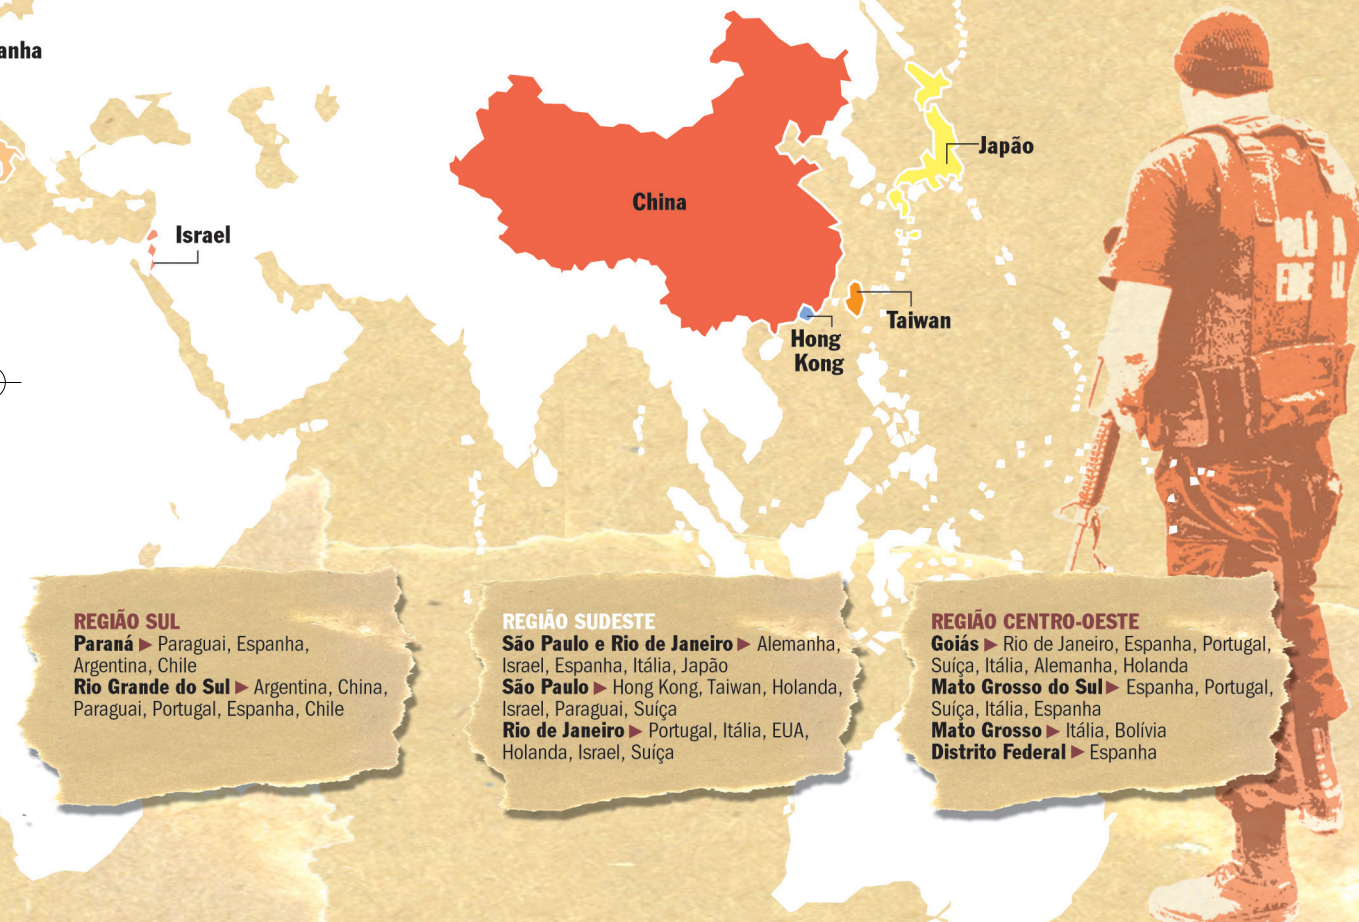 anha
Japão
China
Israel
Taiwan
Hong
Kong
REGIÃO SUL
Paraná ► Paraguai, Espanha,
Argentina, Chile
Rio Grande do Sul ► Argentina, China,
Paraguai, Portugal, Espanha, Chile
REGIÃO SUDESTE
São Paulo e Rio de Janeiro ► Alemanha,
Israel, Espanha, Itália, Japão
São Paulo ► Hong Kong, Taiwan, Holanda,
Israel, Paraguai, Suíça
Rio de Janeiro ► Portugal, Itália, EUA,
Holanda, Israel, Suíça
REGIÃO CENTRO-OESTE
Goiás ► Rio de Janeiro, Espanha, Portugal,
Suíça, Itália, Alemanha, Holanda
Mato Grosso do Sul ► Espanha, Portugal,
Suíça, Itália, Espanha
Mato Grosso ► Itália, Bolívia
Distrito Federal ► Espanha